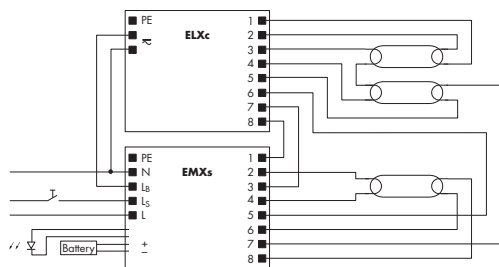 PE 1
2
ELXc 3
4
5
6
7
8
PE 1
N EMXs 2
LB 3
LS 4
L 5
6
+ 7
Battery
− 8